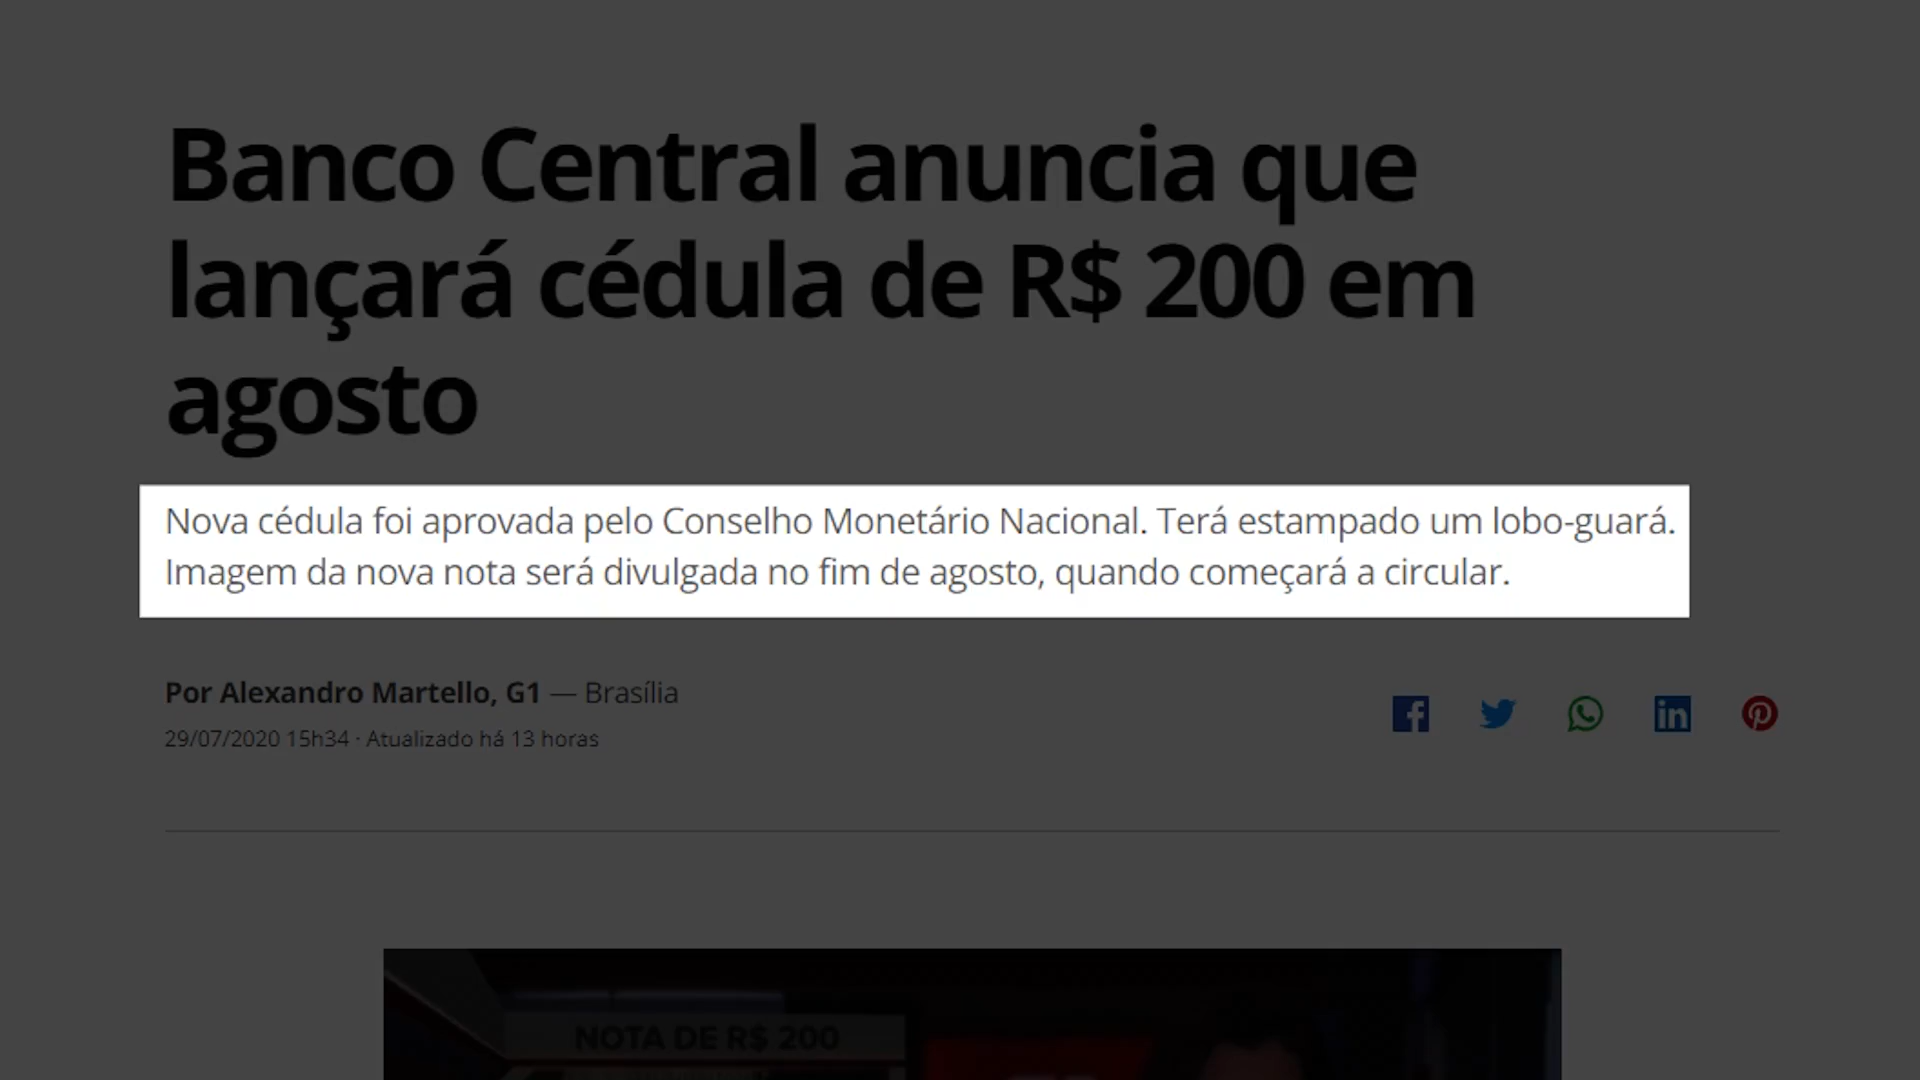 Banco Central anuncia que
lançará cédula de R$ 200 em
agosto
Nova cédula foi aprovada pelo Conselho Monetário Nacional. Terá estampado um lobo-guará.
Imagem da nova nota será divulgada no fim de agosto, quando começará a circular.
Por Alexandro Martello, G1 — Brasília
29/07/2020 15h34 · Atualizado há 13 horas
NOTA DE R$ 200